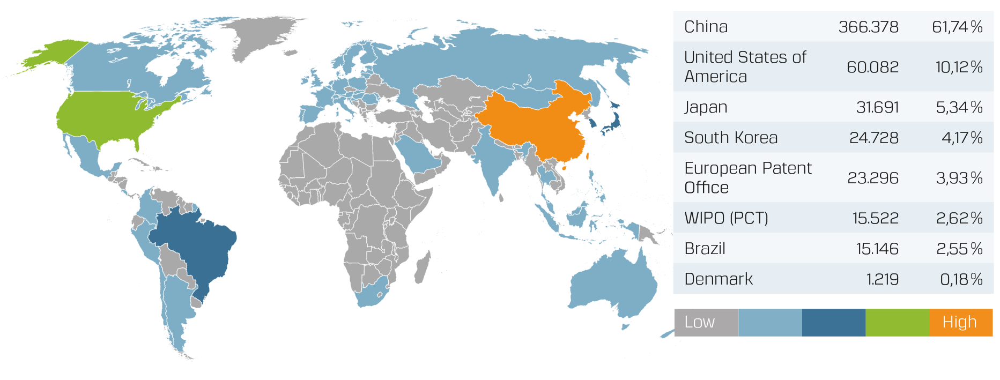 China 366.378 61,74 %
United States of
America 60.082 10,12 %
Japan 31.691 5,34 %
South Korea 24.728 4,17 %
European Patent
Office 23.296 3,93 %
WIPO (PCT) 15.522 2,62 %
Brazil 15.146 2,55 %
Denmark 1.219 0,18 %
Low High